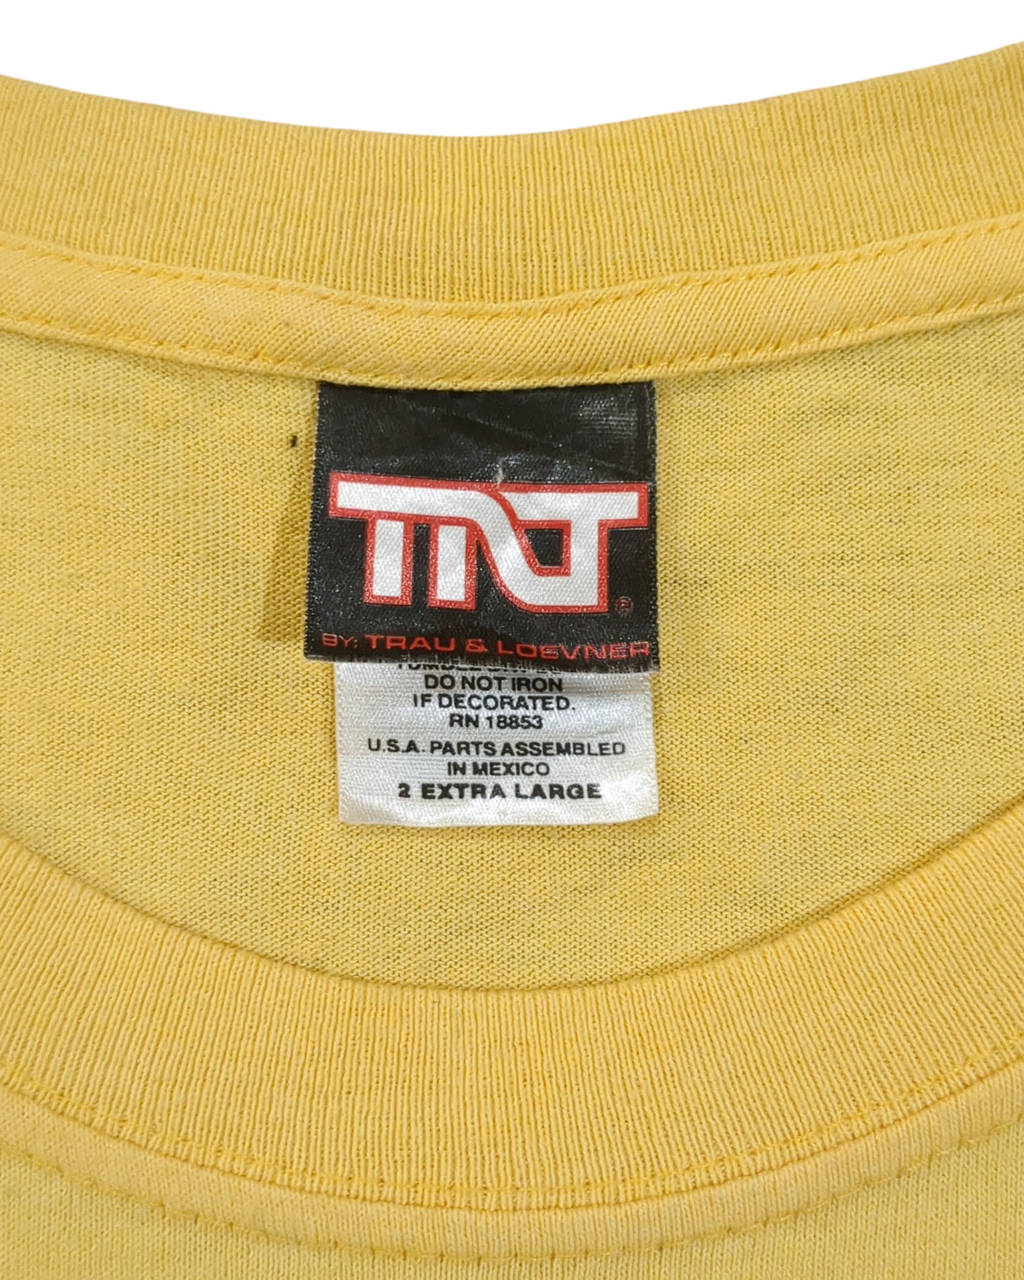 TNT
®
BY: TRAU & LOEVNER
DO NOT IRON
IF DECORATED.
RN 18853
U.S.A. PARTS ASSEMBLED
IN MEXICO
2 EXTRA LARGE